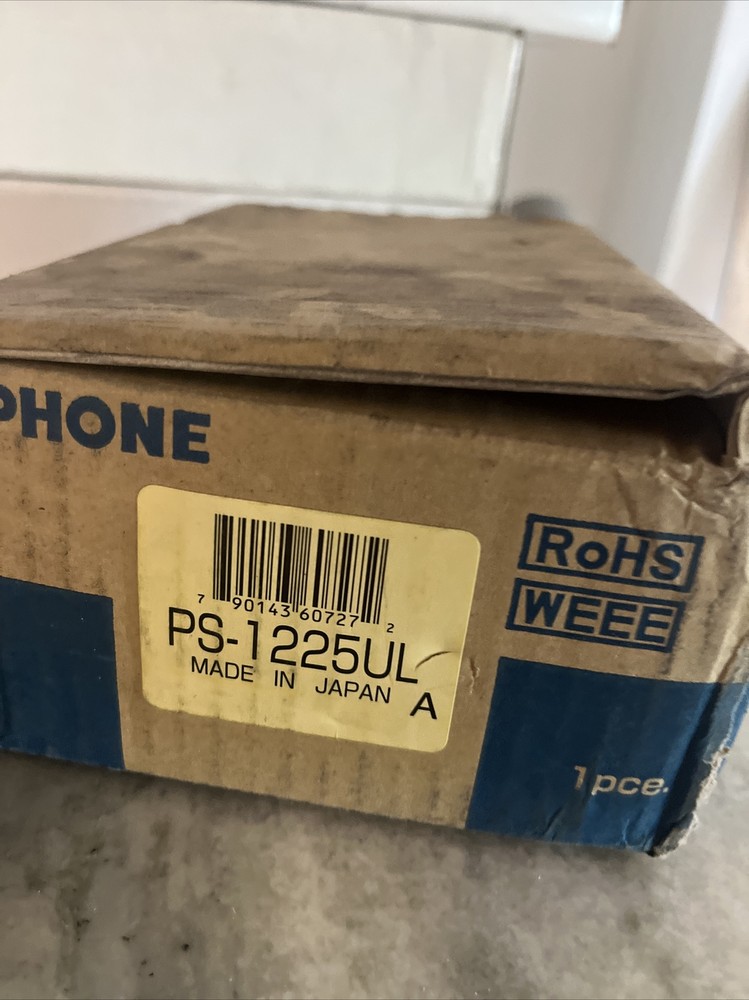 PHONE
7 90143 60727 2
PS-1225UL
MADE IN JAPAN A
RoHS
WEEE
1pce.